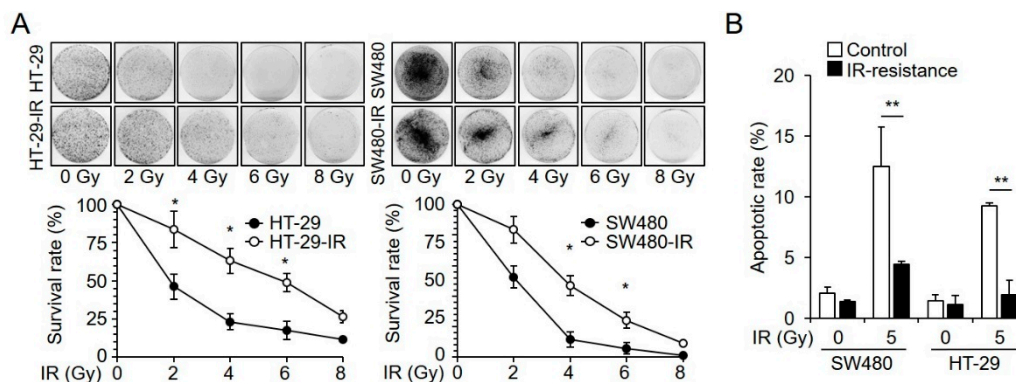 A
HT-29
HT-29-IR
0 Gy 2 Gy 4 Gy 6 Gy 8 Gy
SW480
SW480-IR
0 Gy 2 Gy 4 Gy 6 Gy 8 Gy
Survival rate (%)
100
75
50
25
0
* * *
HT-29
HT-29-IR
IR (Gy) 0 2 4 6 8
Survival rate (%)
100
75
50
25
0
* *
SW480
SW480-IR
IR (Gy) 0 2 4 6 8
B
Control
IR-resistance
Apoptotic rate (%)
20
15
10
5
0
**
**
IR (Gy) 0 5 0 5
SW480 HT-29